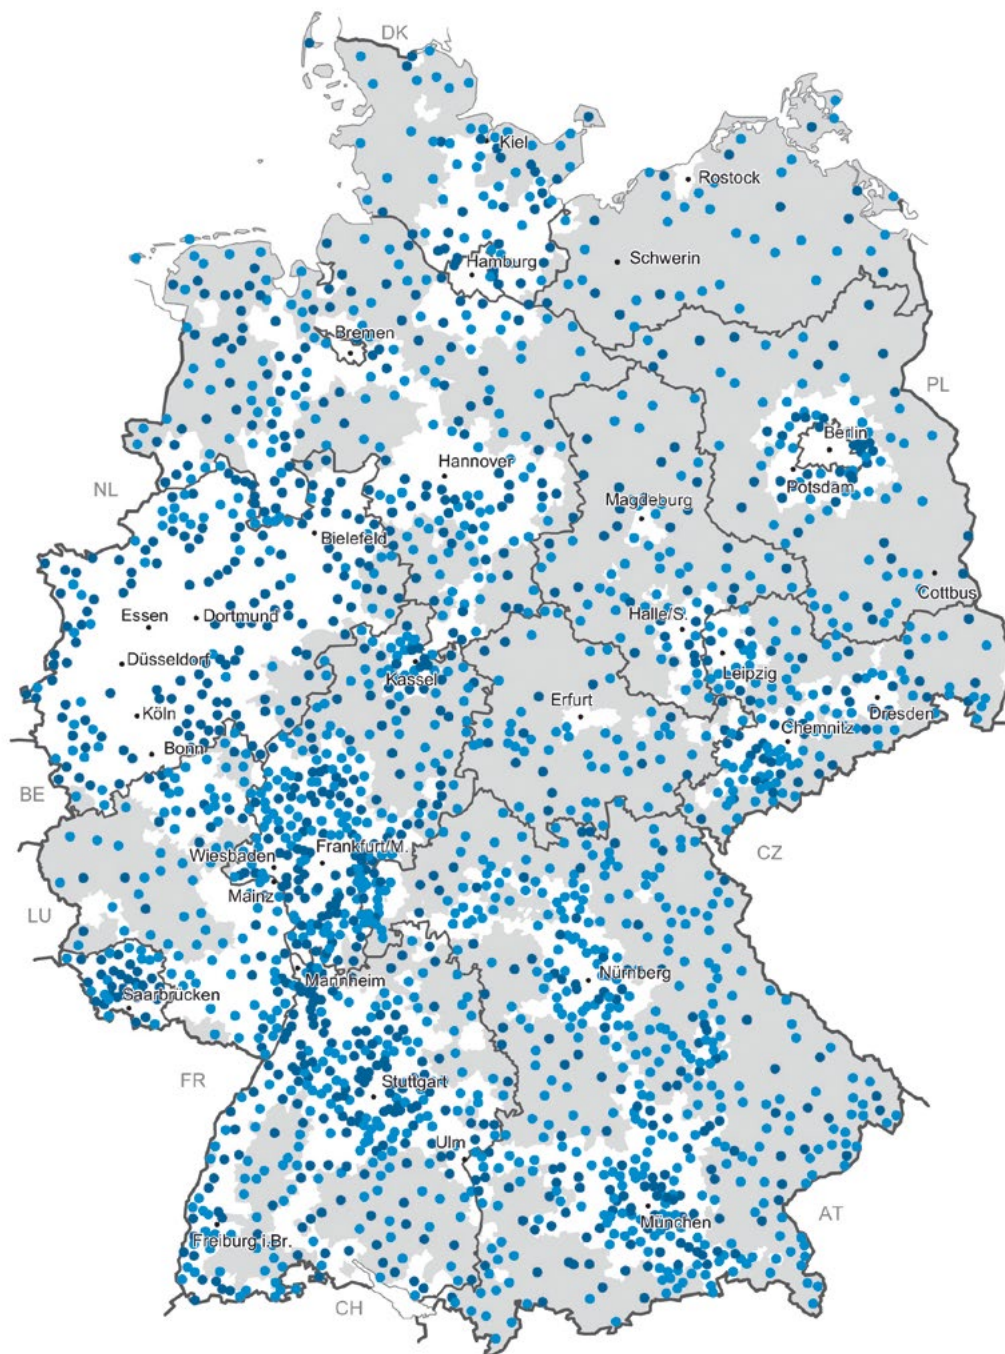 DK
Kiel
Rostock
Hamburg
Schwerin
Bremen
PL
Berlin
Hannover
Potsdam
NL
Magdeburg
Bielefeld
Cottbus
Essen
Dortmund
Halle/S.
Düsseldorf
Leipzig
Kassel
Erfurt
Köln
Dresden
Chemnitz
Bonn
BE
Frankfurt/M.
CZ
Wiesbaden
Mainz
LU
Nürnberg
Mannheim
Saarbrücken
FR
Stuttgart
Ulm
AT
München
Freiburg i.Br.
CH